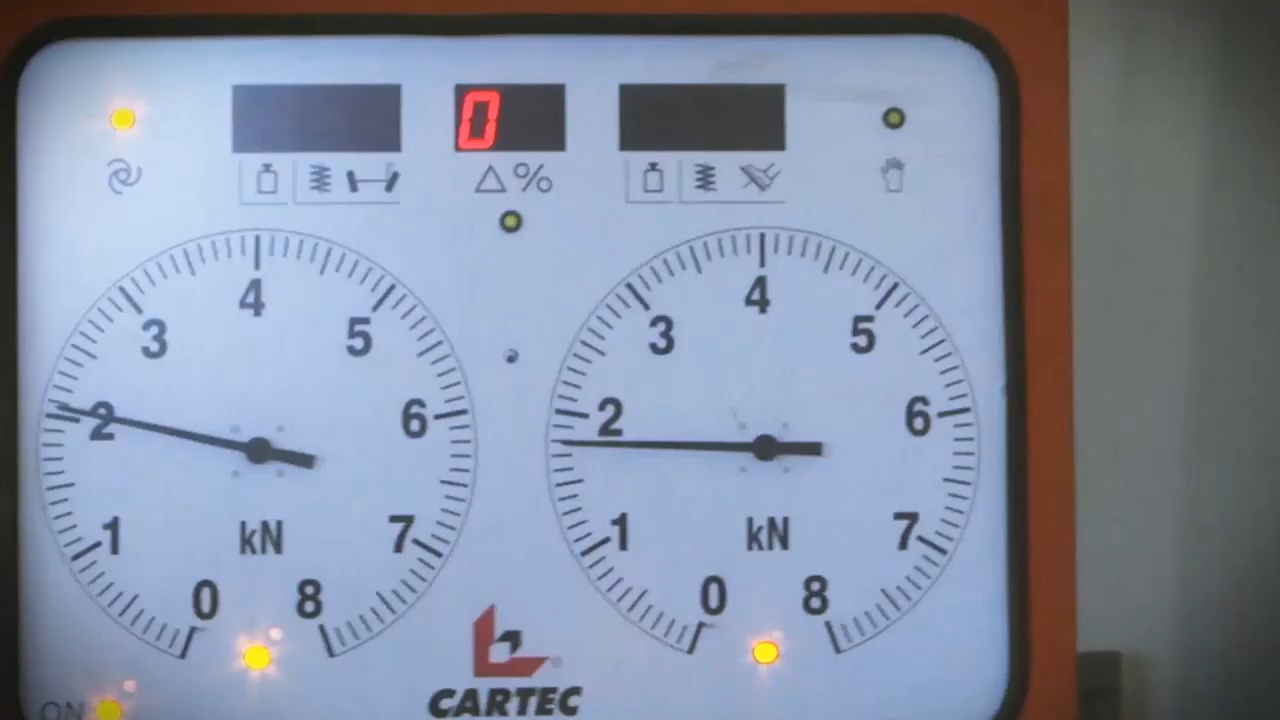 0
△%
4 4
3 5 3 5
2 6 2 6
1 kN 7 1 kN 7
0 8 0 8
CARTEC
ON